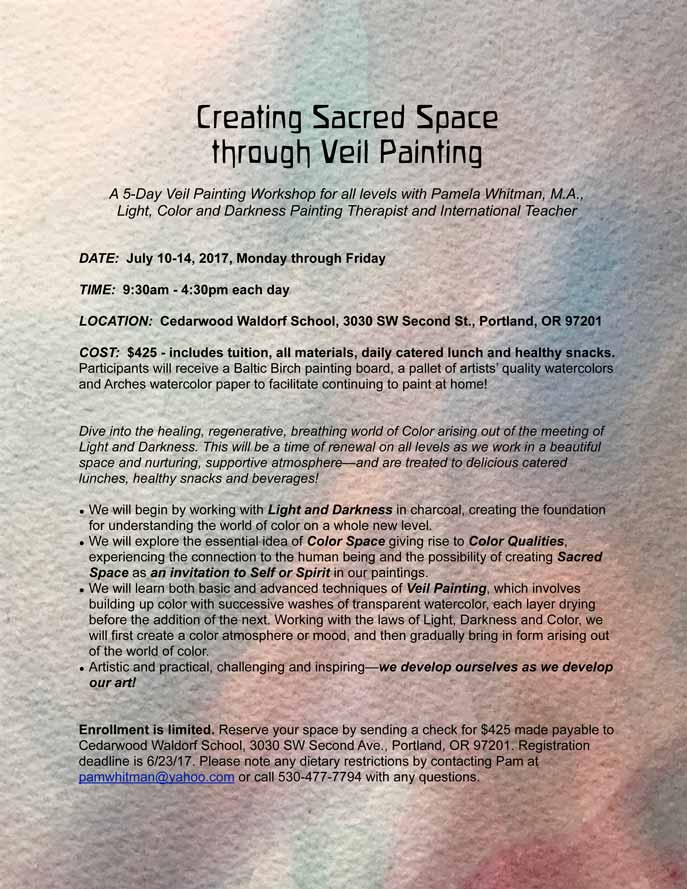 Creating Sacred Space
through Veil Painting
A 5-Day Veil Painting Workshop for all levels with Pamela Whitman, M.A.,
Light, Color and Darkness Painting Therapist and International Teacher
DATE: July 10-14, 2017, Monday through Friday
TIME: 9:30am - 4:30pm each day
LOCATION: Cedarwood Waldorf School, 3030 SW Second St., Portland, OR 97201
COST: $425 - includes tuition, all materials, daily catered lunch and healthy snacks.
Participants will receive a Baltic Birch painting board, a pallet of artists' quality watercolors
and Arches watercolor paper to facilitate continuing to paint at home!
Dive into the healing, regenerative, breathing world of Color arising out of the meeting of
Light and Darkness. This will be a time of renewal on all levels as we work in a beautiful
space and nurturing, supportive atmosphere—and are treated to delicious catered
lunches, healthy snacks and beverages!
• We will begin by working with Light and Darkness in charcoal, creating the foundation
for understanding the world of color on a whole new level.
• We will explore the essential idea of Color Space giving rise to Color Qualities,
experiencing the connection to the human being and the possibility of creating Sacred
Space as an invitation to Self or Spirit in our paintings.
• We will learn both basic and advanced techniques of Veil Painting, which involves
building up color with successive washes of transparent watercolor, each layer drying
before the addition of the next. Working with the laws of Light, Darkness and Color, we
will first create a color atmosphere or mood, and then gradually bring in form arising out
of the world of color.
• Artistic and practical, challenging and inspiring—we develop ourselves as we develop
our art!
Enrollment is limited. Reserve your space by sending a check for $425 made payable to
Cedarwood Waldorf School, 3030 SW Second Ave., Portland, OR 97201. Registration
deadline is 6/23/17. Please note any dietary restrictions by contacting Pam at
pamwhitman@yahoo.com or call 530-477-7794 with any questions.